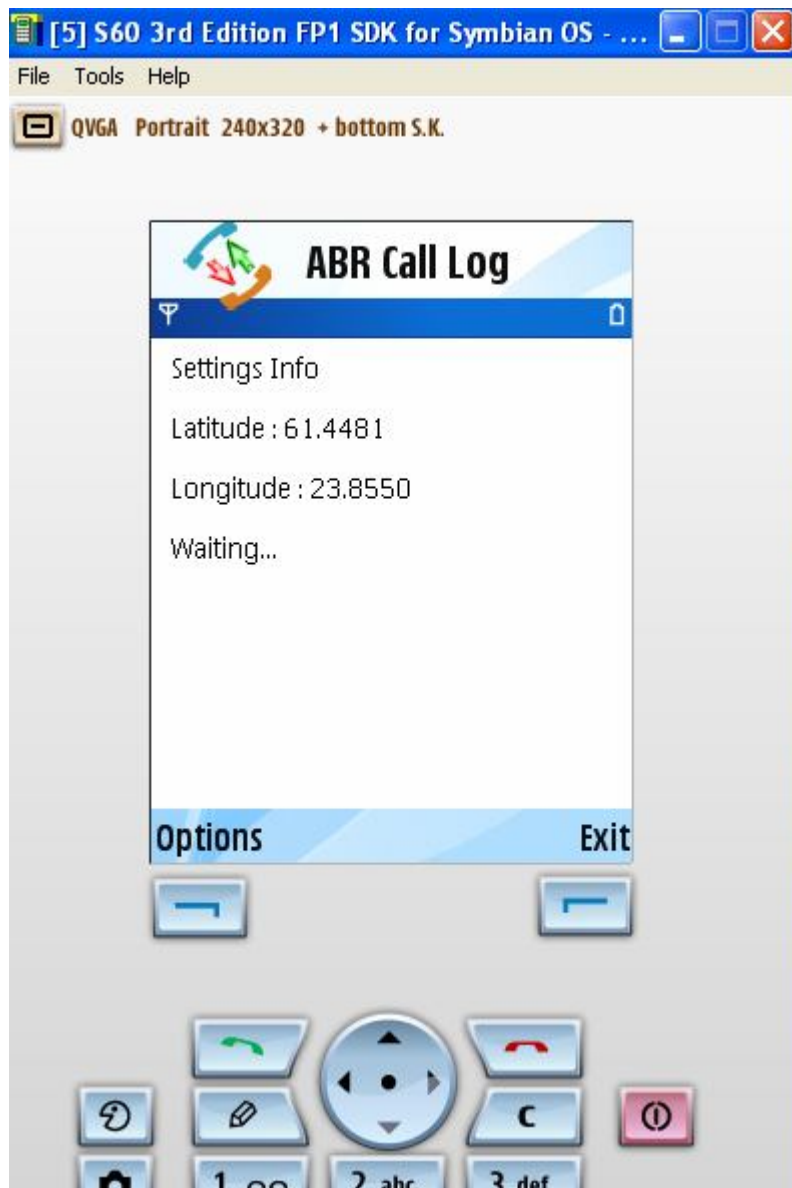 [5] S60 3rd Edition FP1 SDK for Symbian OS - ...
File Tools Help
QVGA Portrait 240x320 + bottom S.K.
ABR Call Log
Settings Info
Latitude : 61.4481
Longitude : 23.8550
Waiting...
Options Exit
C
1 2 abc 3 def